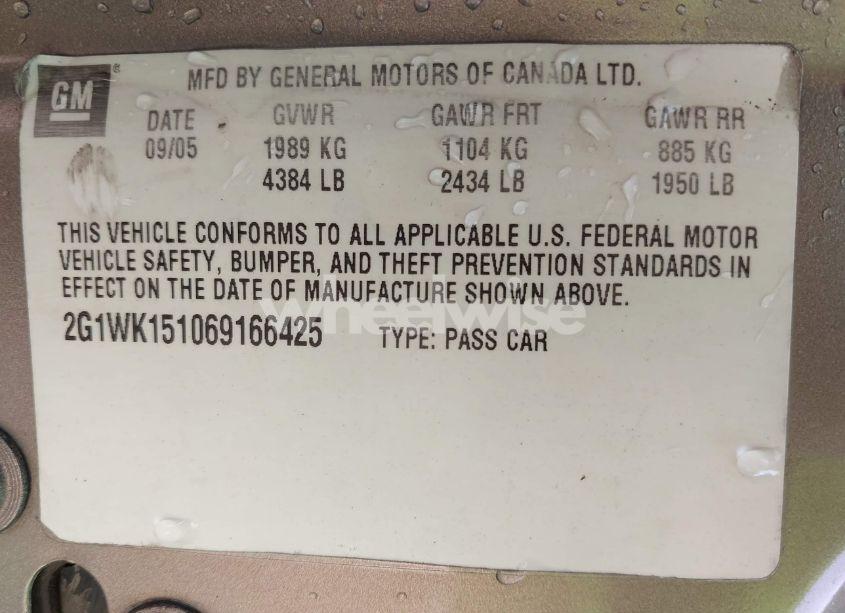 GM®
MFD BY GENERAL MOTORS OF CANADA LTD.
DATE GVWR GAWR FRT GAWR RR
09/05 1989 KG 1104 KG 885 KG
4384 LB 2434 LB 1950 LB
THIS VEHICLE CONFORMS TO ALL APPLICABLE U.S. FEDERAL MOTOR
VEHICLE SAFETY, BUMPER, AND THEFT PREVENTION STANDARDS IN
EFFECT ON THE DATE OF MANUFACTURE SHOWN ABOVE.
wheelwise
2G1WK151069166425 TYPE: PASS CAR